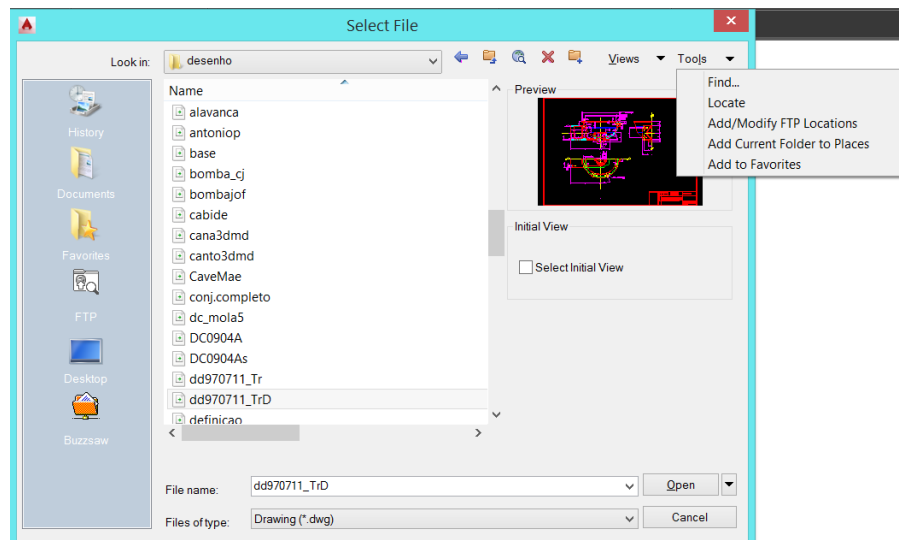 Select File
Look in:
desenho
Views
Tools
Find...
Locate
Add/Modify FTP Locations
Add Current Folder to Places
Add to Favorites
History
Documents
Favorites
FTP
Desktop
Buzzsaw
Name
alavanca
antoniop
base
bomba_cj
bombajof
cabide
cana3dmd
canto3dmd
CaveMae
conj.completo
dc_mola5
DC0904A
DC0904As
dd970711_Tr
dd970711_TrD
definicao
Preview
Initial View
Select Initial View
File name:
dd970711_TrD
Open
Files of type:
Drawing (*.dwg)
Cancel